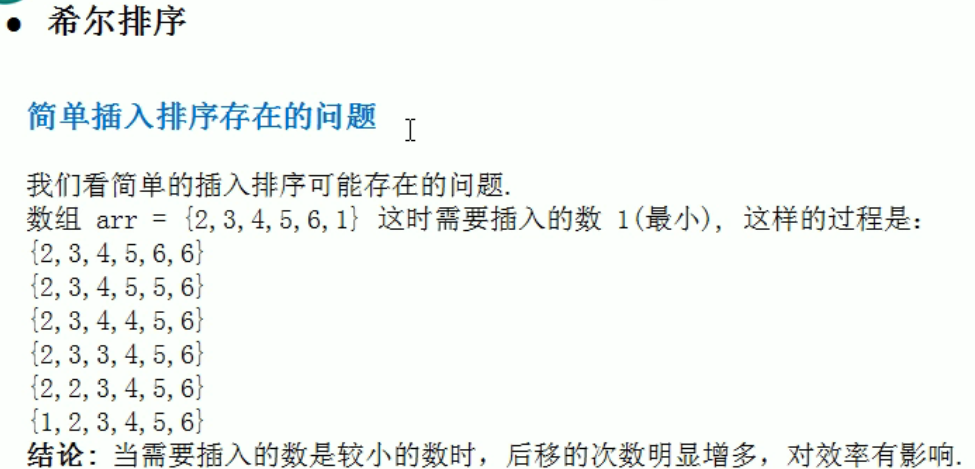 ● 希尔排序
简单插入排序存在的问题
我们看简单的插入排序可能存在的问题.
数组 arr = {2,3,4,5,6,1} 这时需要插入的数 1(最小), 这样的过程是：
{2,3,4,5,6,6}
{2,3,4,5,5,6}
{2,3,4,4,5,6}
{2,3,3,4,5,6}
{2,2,3,4,5,6}
{1,2,3,4,5,6}
结论：当需要插入的数是较小的数时，后移的次数明显增多，对效率有影响.